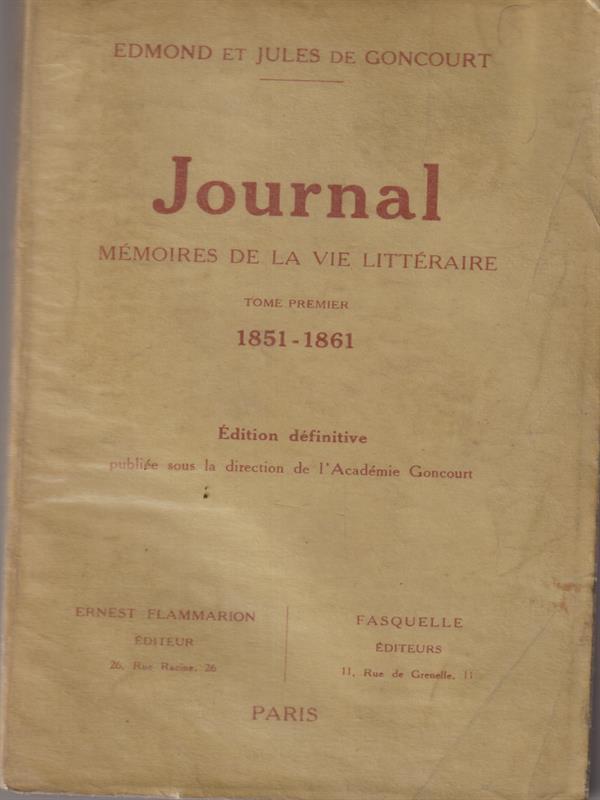 EDMOND ET JULES DE GONCOURT
Journal
MÉMOIRES DE LA VIE LITTÉRAIRE
TOME PREMIER
1851-1861
Édition définitive
publiée sous la direction de l'Académie Goncourt
ERNEST FLAMMARION
ÉDITEUR
26, Rue Racine, 26
FASQUELLE
ÉDITEURS
11, Rue de Grenelle, 11
PARIS